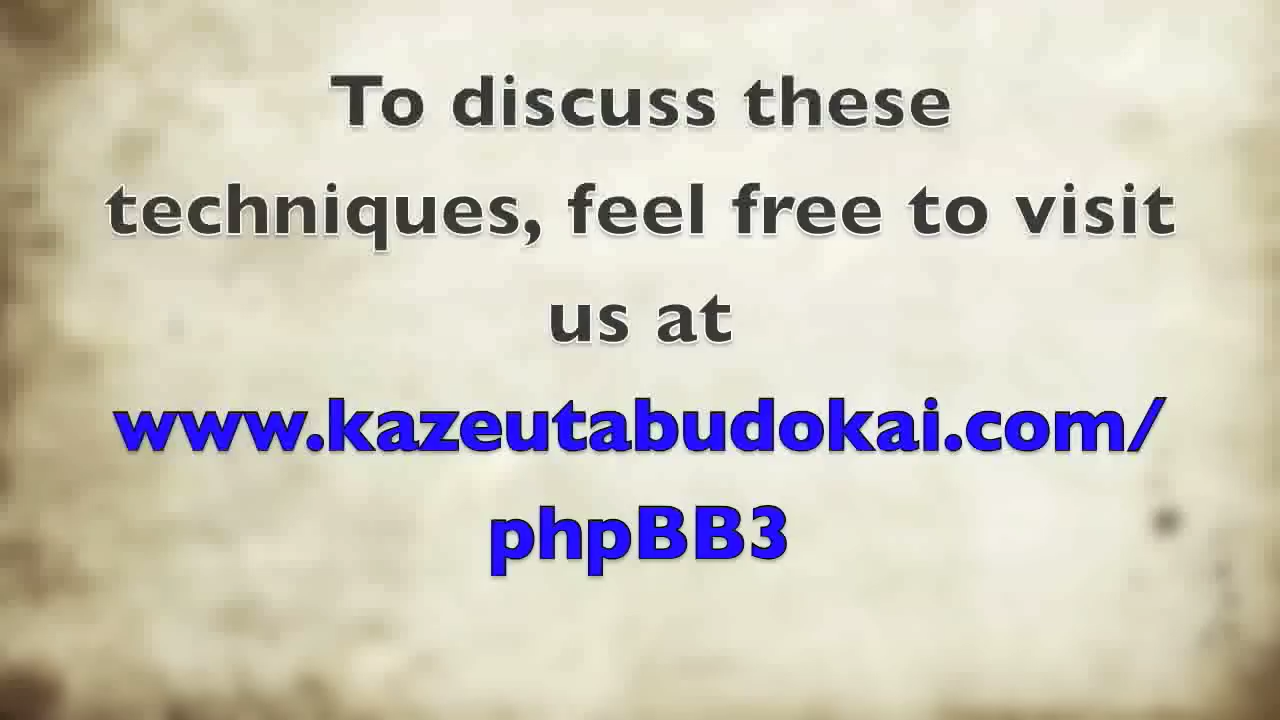 To discuss these
techniques, feel free to visit
us at
www.kazeutabudokai.com/
phpBB3